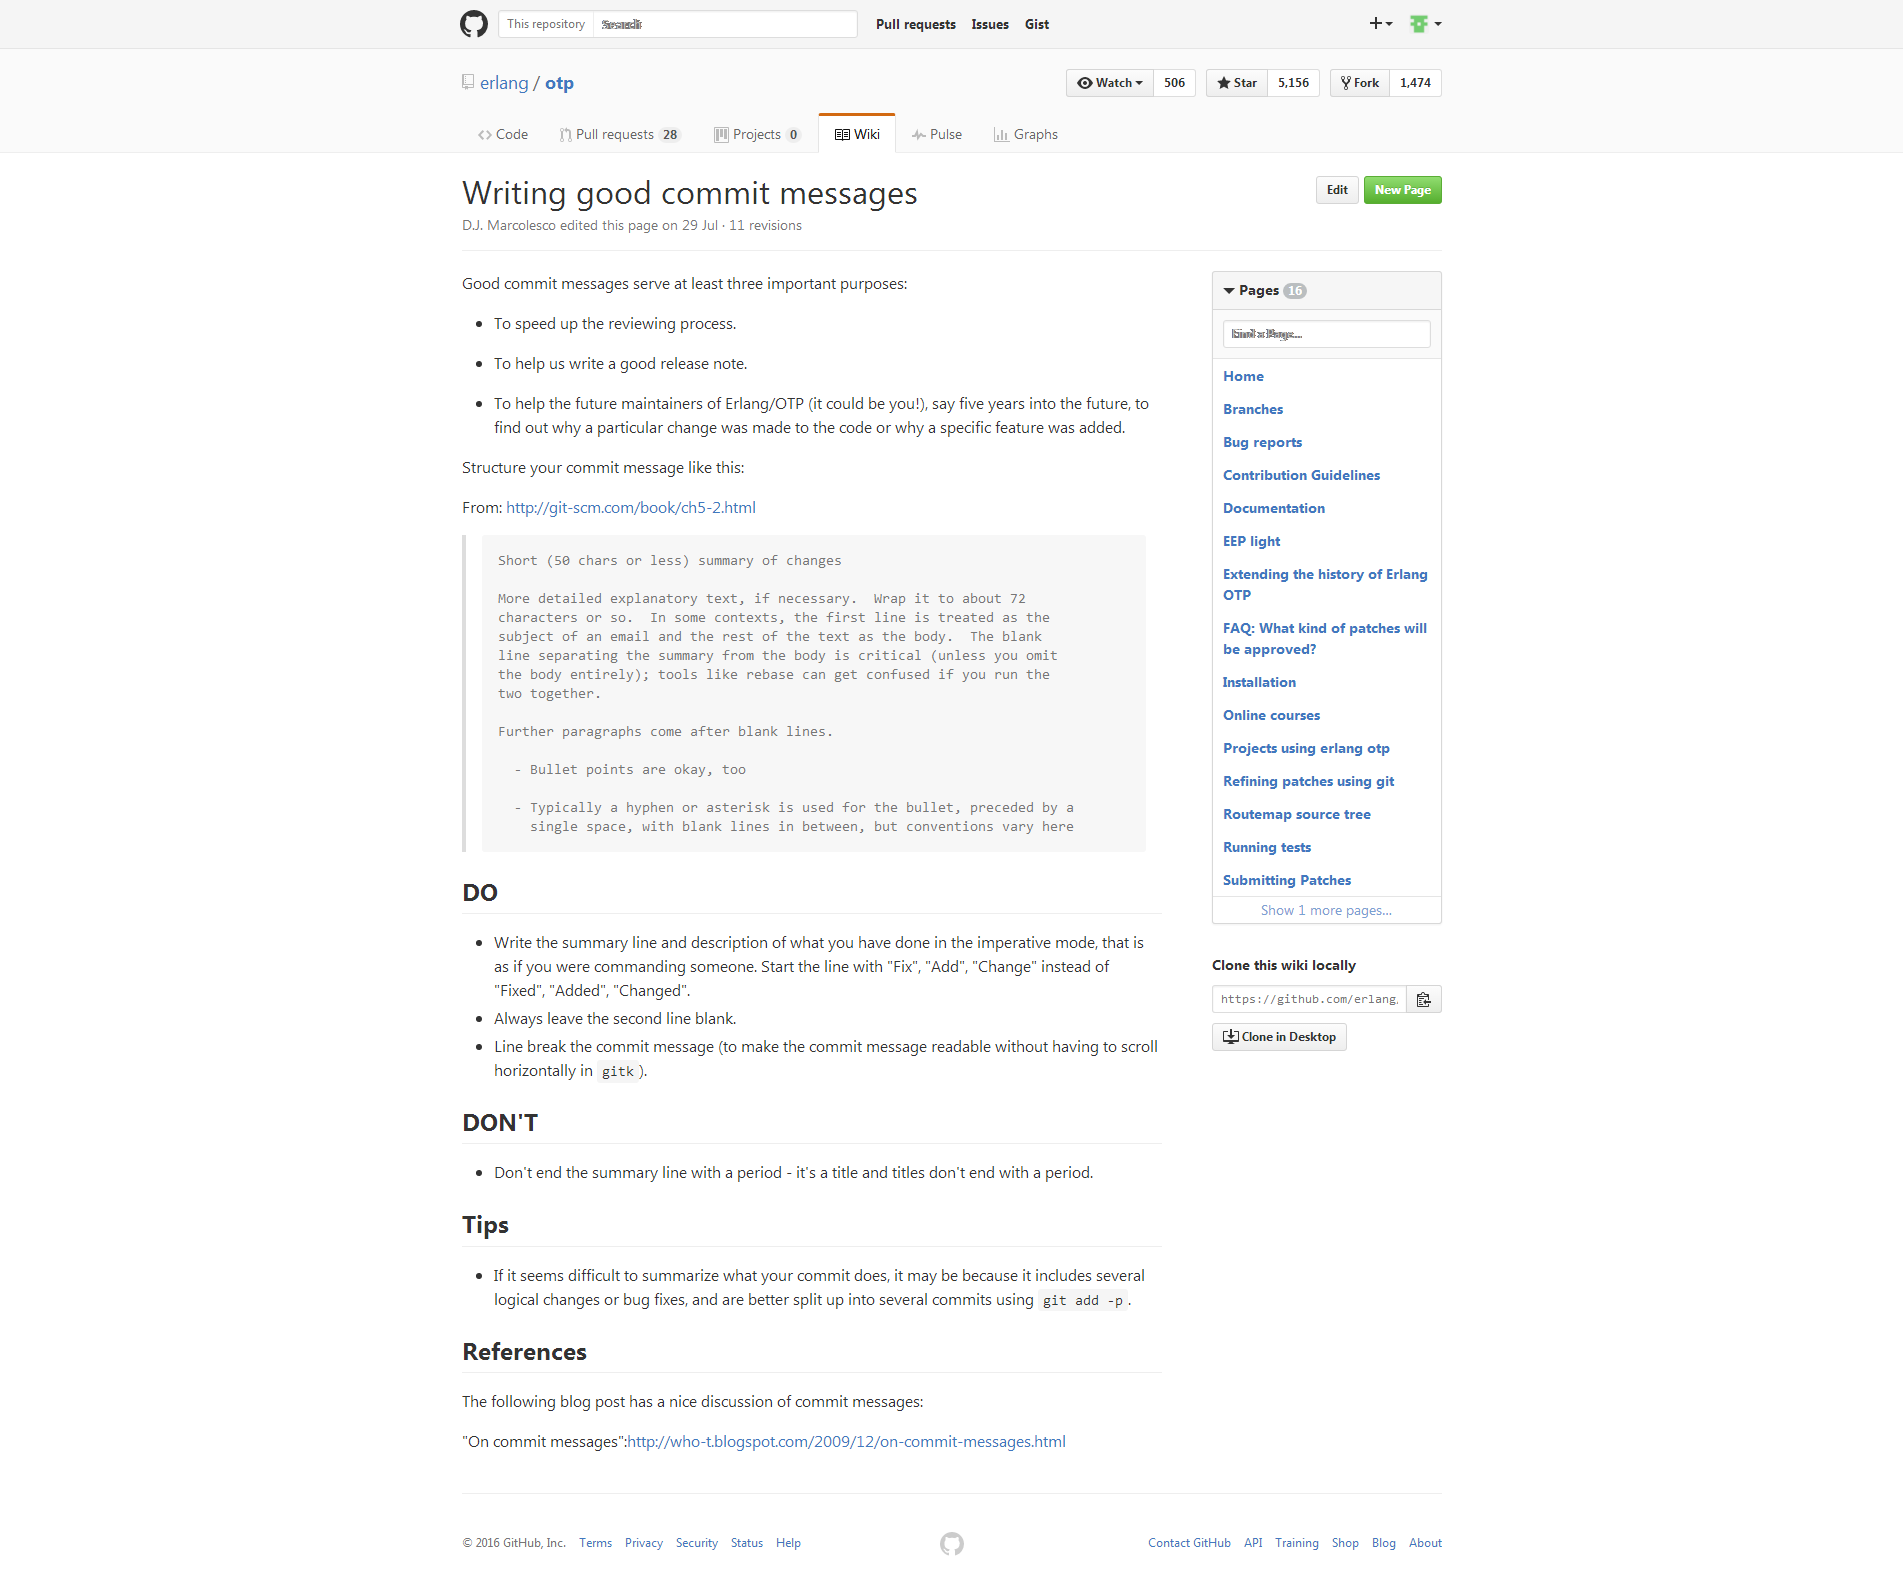 This repository
Pull requests Issues Gist
erlang / otp
Watch 506 Star 5,156 Fork 1,474
Code Pull requests 28 Projects 0 Wiki Pulse Graphs
Writing good commit messages
Edit New Page
D.J. Marcolesco edited this page on 29 Jul · 11 revisions
Good commit messages serve at least three important purposes:
• To speed up the reviewing process.
• To help us write a good release note.
• To help the future maintainers of Erlang/OTP (it could be you!), say five years into the future, to
find out why a particular change was made to the code or why a specific feature was added.
Structure your commit message like this:
From: http://git-scm.com/book/ch5-2.html
Short (50 chars or less) summary of changes
More detailed explanatory text, if necessary.  Wrap it to about 72
characters or so.  In some contexts, the first line is treated as the
subject of an email and the rest of the text as the body.  The blank
line separating the summary from the body is critical (unless you omit
the body entirely); tools like rebase can get confused if you run the
two together.
Further paragraphs come after blank lines.
- Bullet points are okay, too
- Typically a hyphen or asterisk is used for the bullet, preceded by a
single space, with blank lines in between, but conventions vary here
DO
• Write the summary line and description of what you have done in the imperative mode, that is
as if you were commanding someone. Start the line with "Fix", "Add", "Change" instead of
"Fixed", "Added", "Changed".
• Always leave the second line blank.
• Line break the commit message (to make the commit message readable without having to scroll
horizontally in gitk ).
DON'T
• Don't end the summary line with a period - it's a title and titles don't end with a period.
Tips
• If it seems difficult to summarize what your commit does, it may be because it includes several
logical changes or bug fixes, and are better split up into several commits using git add -p .
References
The following blog post has a nice discussion of commit messages:
"On commit messages":http://who-t.blogspot.com/2009/12/on-commit-messages.html
Pages 16
Home
Branches
Bug reports
Contribution Guidelines
Documentation
EEP light
Extending the history of Erlang
OTP
FAQ: What kind of patches will
be approved?
Installation
Online courses
Projects using erlang otp
Refining patches using git
Routemap source tree
Running tests
Submitting Patches
Show 1 more pages...
Clone this wiki locally
https://github.com/erlang,
Clone in Desktop
© 2016 GitHub, Inc. Terms Privacy Security Status Help
Contact GitHub API Training Shop Blog About